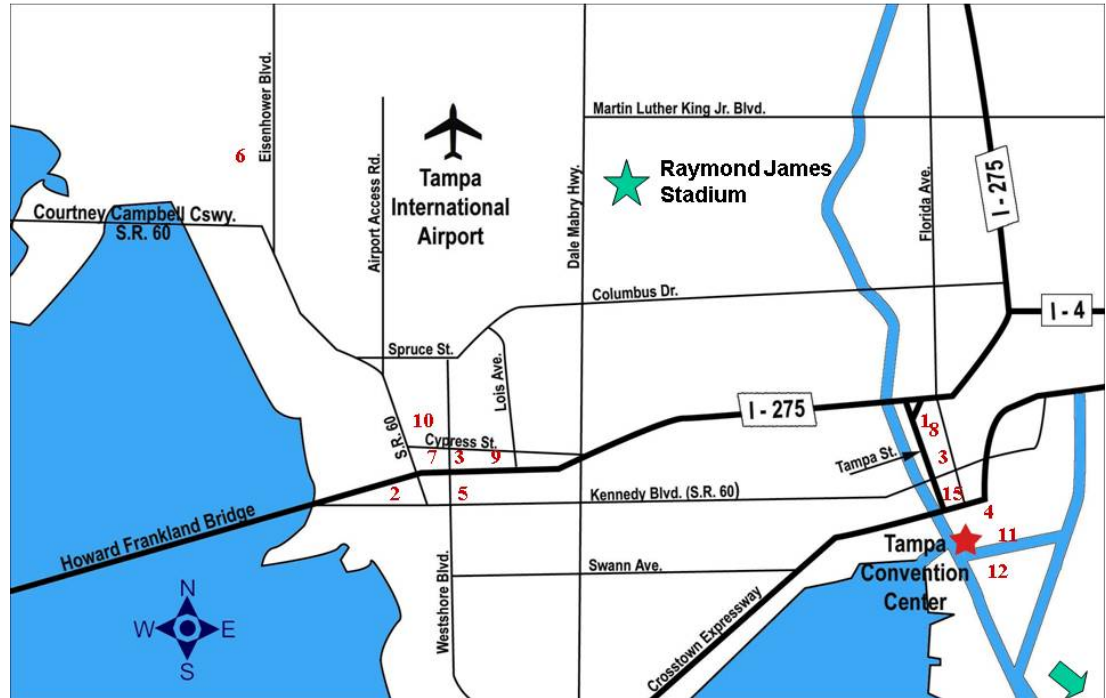 Eisenhower Blvd.
6
Courtney Campbell Cswy.
S.R. 60
Airport Access Rd.
Tampa
International
Airport
Dale Mabry Hwy.
Martin Luther King Jr. Blvd.
Raymond James
Stadium
Florida Ave.
I - 275
Columbus Dr.
I - 4
Spruce St.
Lois Ave.
I - 275
10
S.R. 60
Cypress St.
7
3
9
1
8
3
Tampa St.
2
5
Kennedy Blvd. (S.R. 60)
15
4
Howard Frankland Bridge
11
Tampa
Convention
Center
12
Swann Ave.
Westshore Blvd.
Crosstown Expressway
N
W
E
S